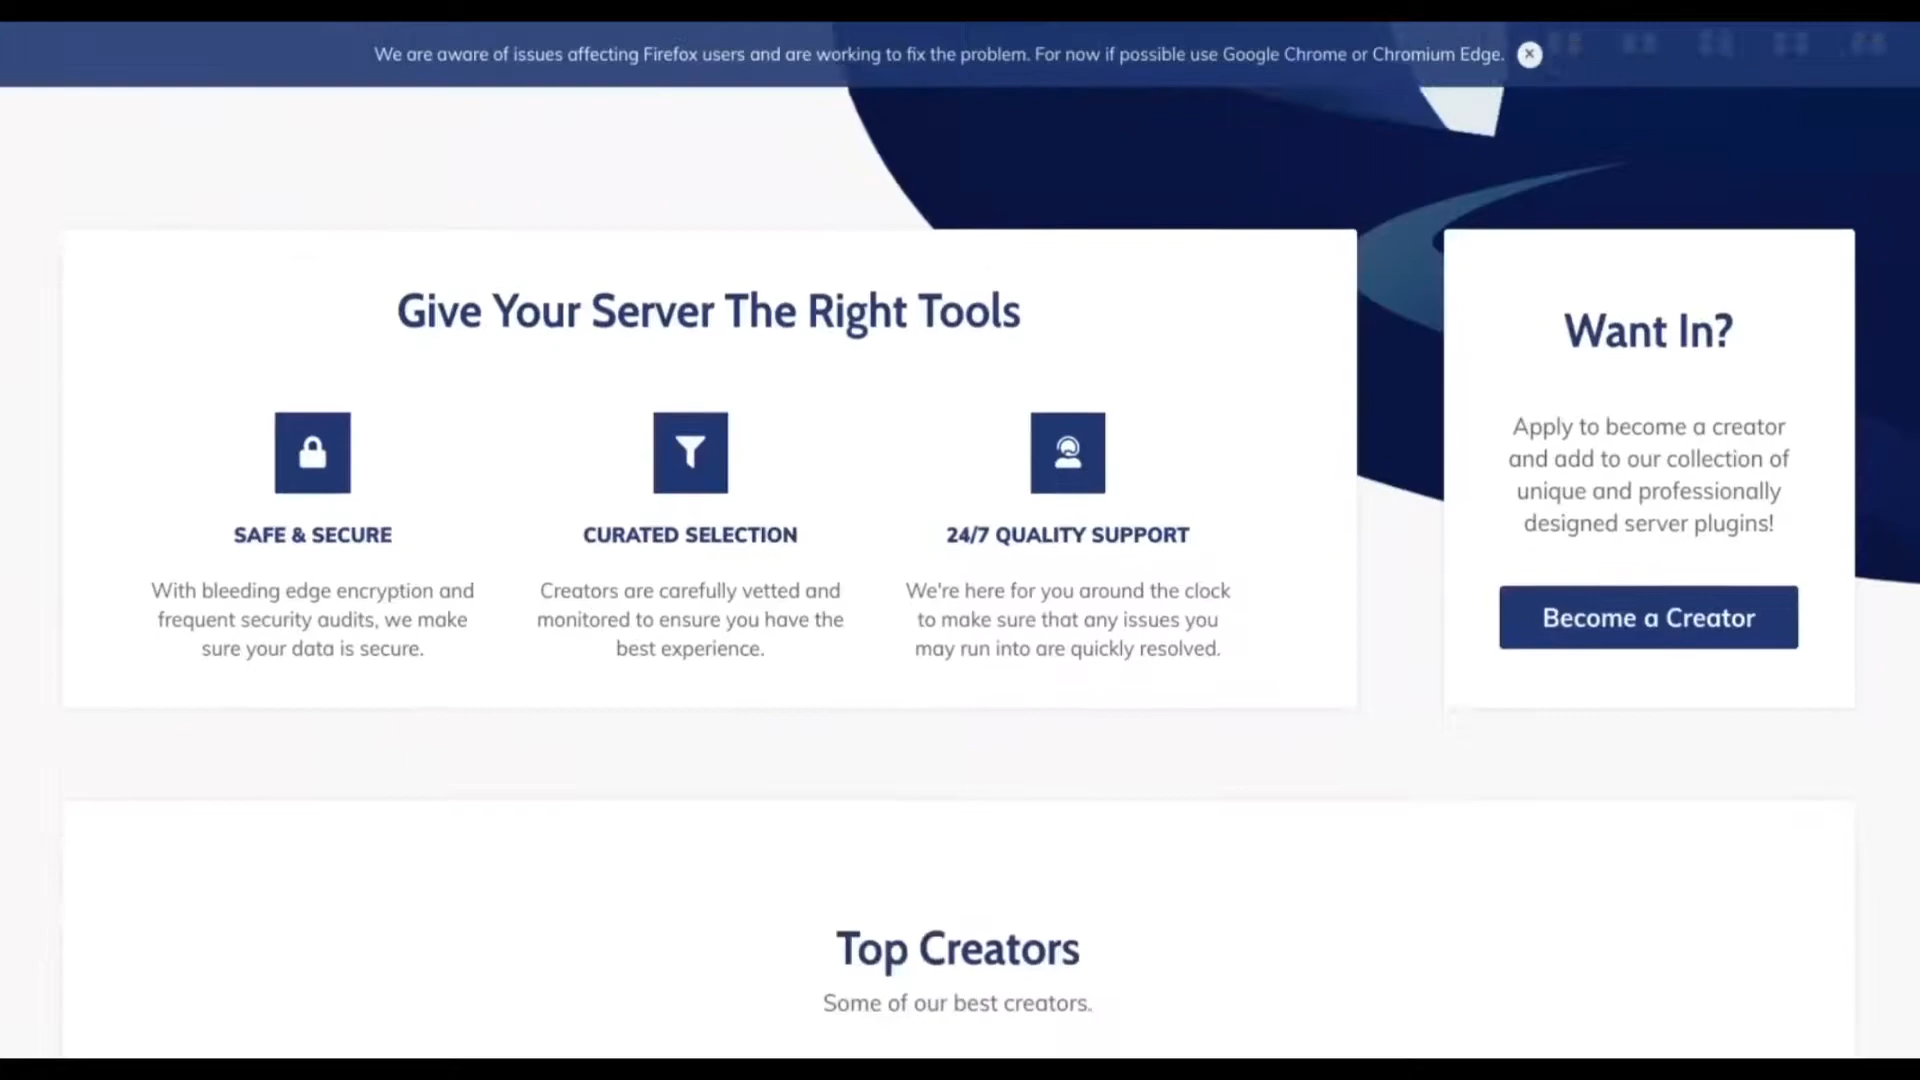 We are aware of issues affecting Firefox users and are working to fix the problem. For now if possible use Google Chrome or Chromium Edge.
Give Your Server The Right Tools
SAFE & SECURE
With bleeding edge encryption and
frequent security audits, we make
sure your data is secure.
CURATED SELECTION
Creators are carefully vetted and
monitored to ensure you have the
best experience.
24/7 QUALITY SUPPORT
We're here for you around the clock
to make sure that any issues you
may run into are quickly resolved.
Want In?
Apply to become a creator
and add to our collection of
unique and professionally
designed server plugins!
Become a Creator
Top Creators
Some of our best creators.